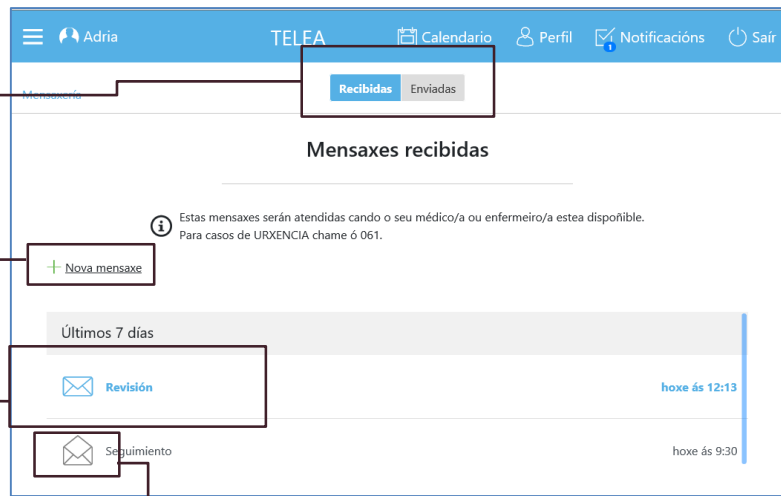 Adria TELEA Calendario Perfil Notificacións Saír
1
Mensaxería Recibidas Enviadas
Mensaxes recibidas
Estas mensaxes serán atendidas cando o seu médico/a ou enfermeiro/a estea dispoñible.
Para casos de URXENCIA chame ó 061.
Nova mensaxe
Últimos 7 días
Revisión hoxe ás 12:13
Seguimiento hoxe ás 9:30